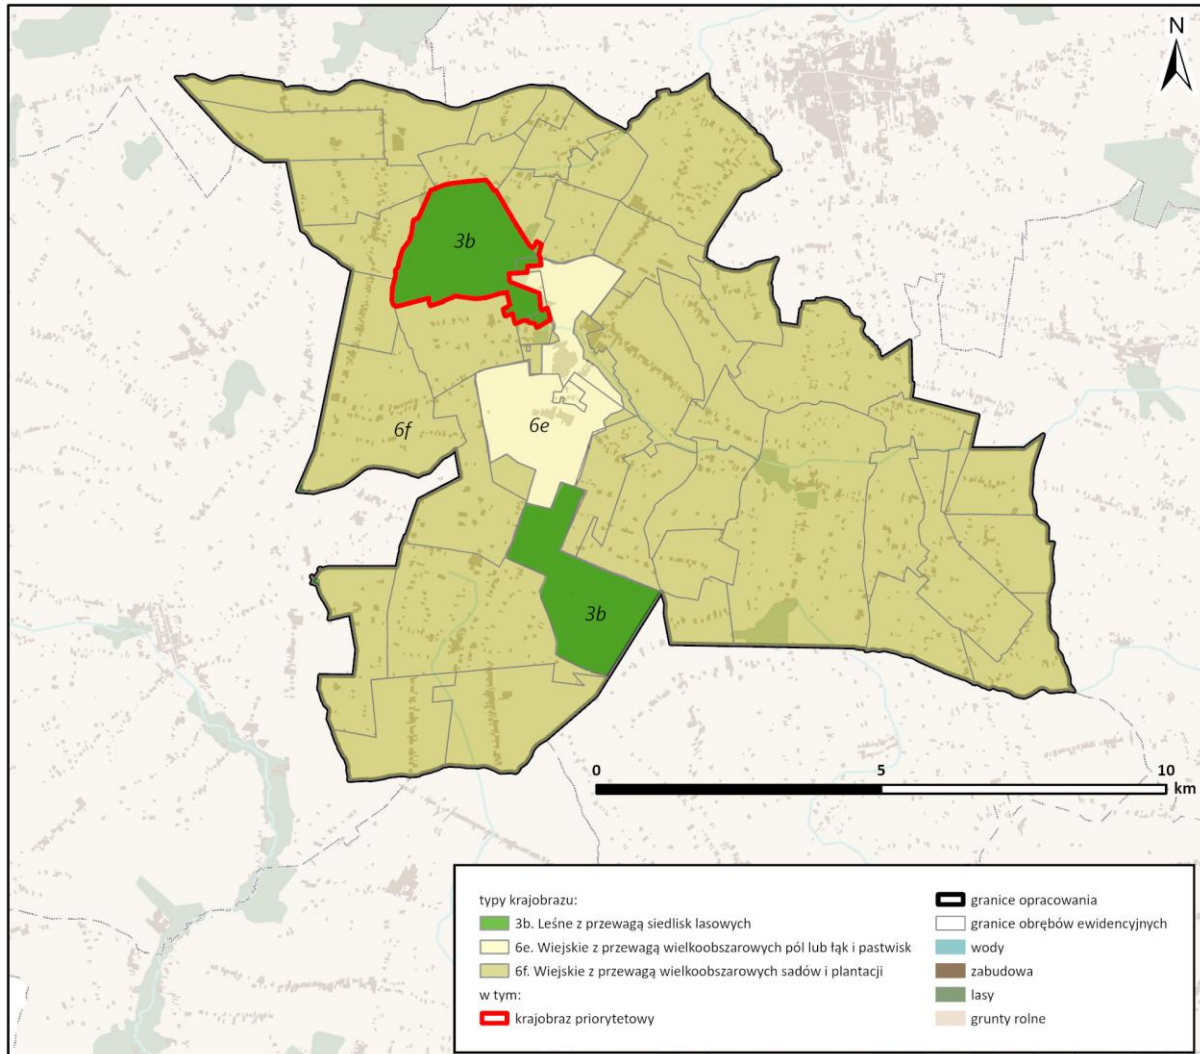 N
3b
6e
6f
3b
0 5 10
km
typy krajobrazu:
3b. Leśne z przewagą siedlisk lasowych
6e. Wiejskie z przewagą wielkoobszarowych pól lub łąk i pastwisk
6f. Wiejskie z przewagą wielkoobszarowych sadów i plantacji
w tym:
krajobraz priorytetowy
granice opracowania
granice obrębów ewidencyjnych
wody
zabudowa
lasy
grunty rolne